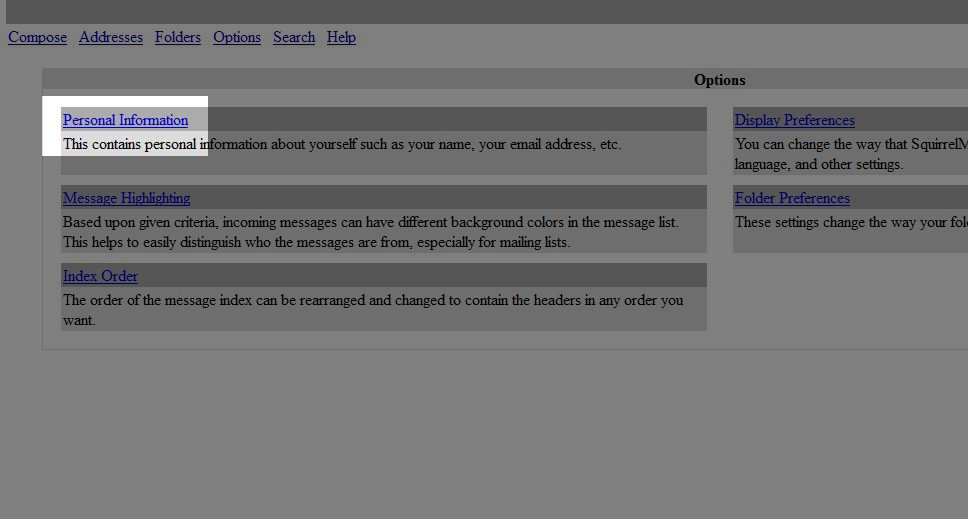 Compose Addresses Folders Options Search Help
Options
Personal Information
This contains personal information about yourself such as your name, your email address, etc.
Display Preferences
You can change the way that
language, and other settings.
Message Highlighting
Based upon given criteria, incoming messages can have different background colors in the message list.
This helps to easily distinguish who the messages are from, especially for mailing lists.
Folder Preferences
These settings change the way your
Index Order
The order of the message index can be rearranged and changed to contain the headers in any order you
want.